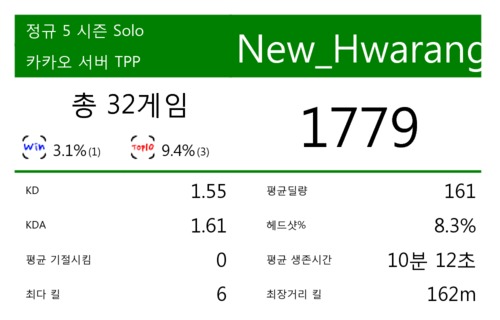 정규 5 시즌 Solo
카카오 서버 TPP
New_Hwarang
총 32게임
Win 3.1%(1)
Top10 9.4%(3)
1779
KD 1.55
평균딜량 161
KDA 1.61
헤드샷% 8.3%
평균 기절시킴 0
평균 생존시간 10분 12초
최다 킬 6
최장거리 킬 162m